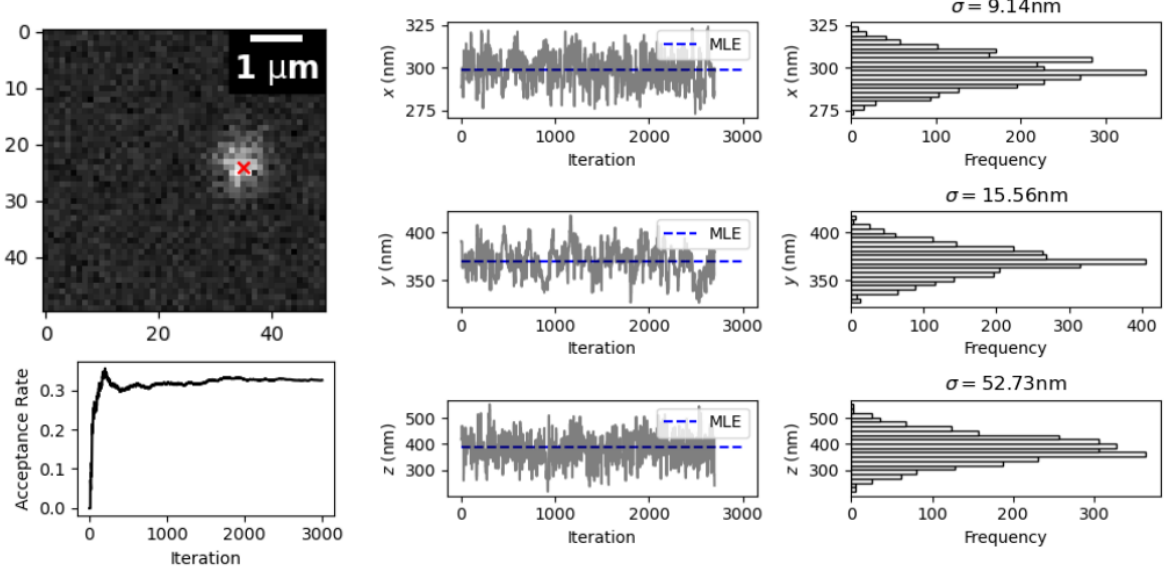 0
10
20
30
40
0 20 40
1 μm
Acceptance Rate
0.3
0.2
0.1
0.0
0 1000 2000 3000
Iteration
x (nm)
325
300
275
MLE
0 1000 2000 3000
Iteration
σ = 9.14nm
x (nm)
325
300
275
0 100 200 300
Frequency
y (nm)
400
350
MLE
0 1000 2000 3000
Iteration
σ = 15.56nm
y (nm)
400
350
0 100 200 300 400
Frequency
z (nm)
500
400
300
MLE
0 1000 2000 3000
Iteration
σ = 52.73nm
z (nm)
500
400
300
0 100 200 300
Frequency